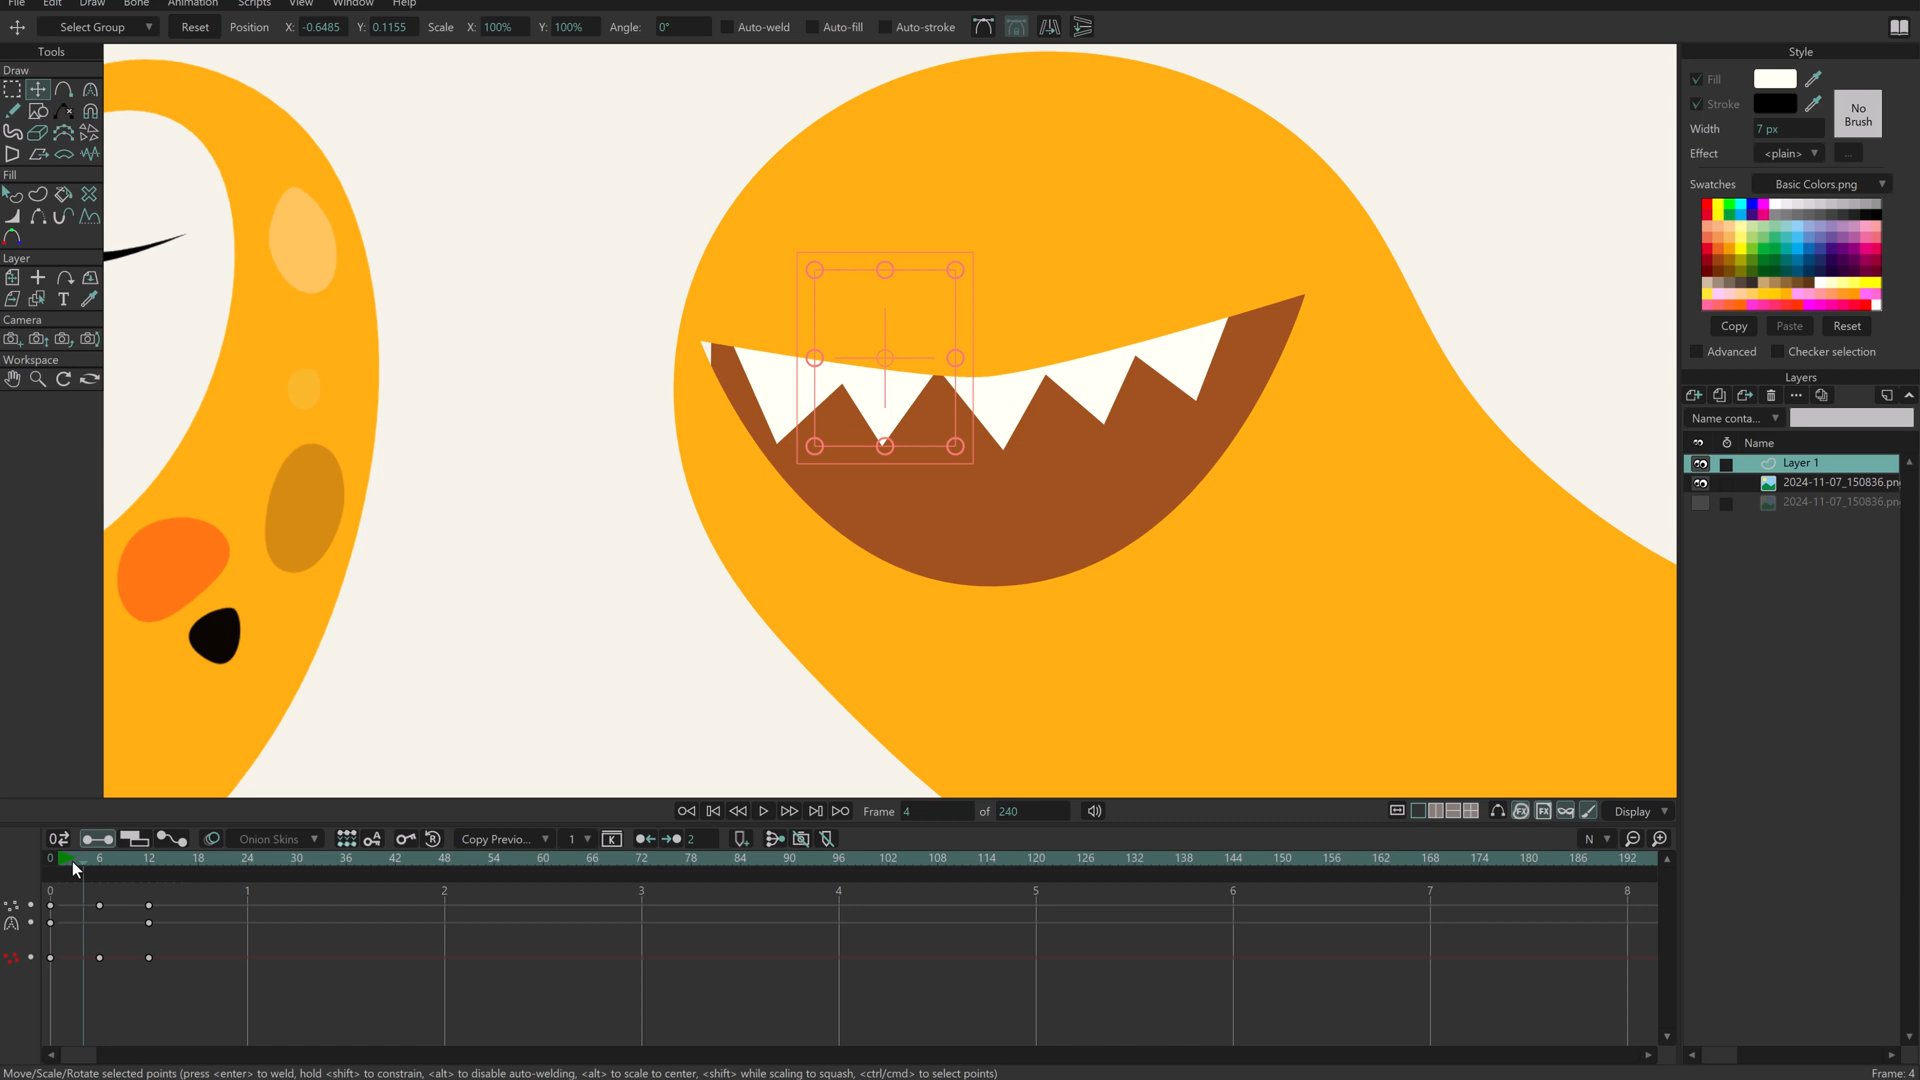 File Edit Draw Bone Animation Scripts View Window Help
Select Group Reset Position X: -0.6485 Y: 0.1155 Scale X: 100% Y: 100% Angle: 0° Auto-weld Auto-fill Auto-stroke
Tools
Draw
Fill
Layer
Camera
Workspace
Style
Fill
Stroke
No Brush
Width 7 px
Effect <plain> ...
Swatches Basic Colors.png
Copy Paste Reset
Advanced Checker selection
Layers
Name conta...
Name
Layer 1
2024-11-07_150836.pn
2024-11-07_150836.pn
Frame 4 of 240 Display
Onion Skins Copy Previo... 1 K 2 N
0 6 12 18 24 30 36 42 48 54 60 66 72 78 84 90 96 102 108 114 120 126 132 138 144 150 156 162 168 174 180 186 192
0 1 2 3 4 5 6 7 8
Move/Scale/Rotate selected points (press <enter> to weld, hold <shift> to constrain, <alt> to disable auto-welding, <alt> to scale to center, <shift> while scaling to squash, <ctrl/cmd> to select points) Frame: 4